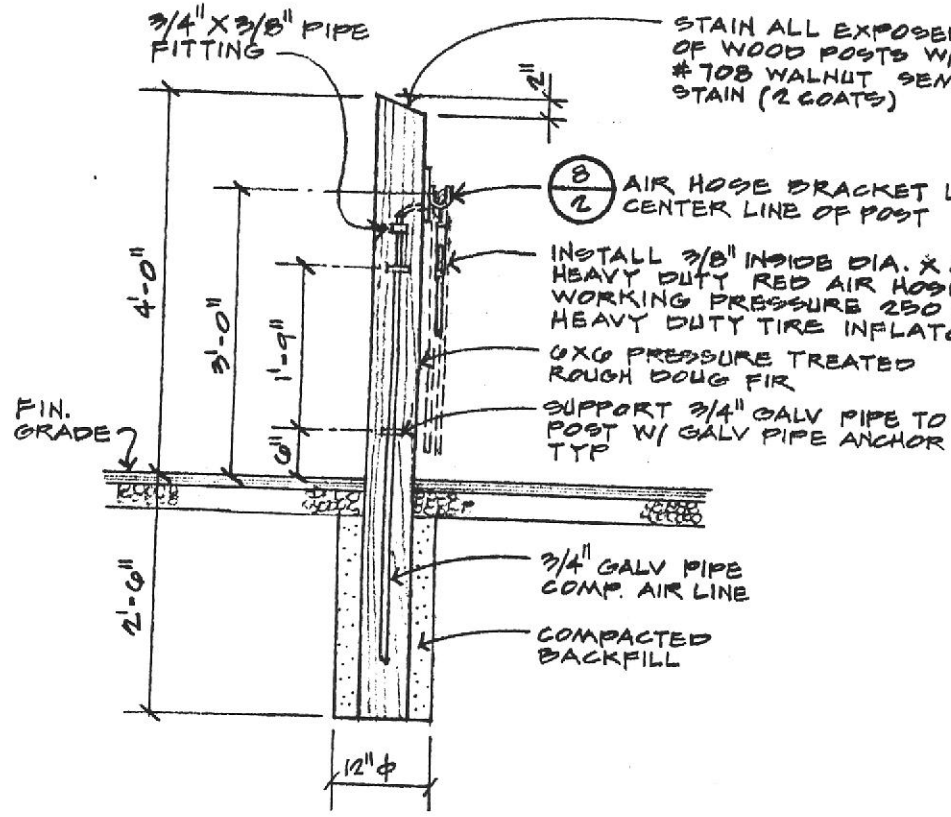 3/4" X 3/8" PIPE
FITTING
STAIN ALL EXPOSED
OF WOOD POSTS W/
# 708 WALNUT SEN
STAIN (2 COATS)
2"
8
2
AIR HOSE BRACKET L
CENTER LINE OF POST
INSTALL 3/8" INSIDE DIA. X
HEAVY DUTY RED AIR HOSE
WORKING PRESSURE 250
HEAVY DUTY TIRE INFLATO
6X6 PRESSURE TREATED
ROUGH DOUG FIR
SUPPORT 3/4" GALV PIPE TO
POST W/ GALV PIPE ANCHOR
TYP
4'-0"
3'-0"
1'-9"
6"
FIN.
GRADE
2'-6"
3/4" GALV PIPE
COMP. AIR LINE
COMPACTED
BACKFILL
12" ф